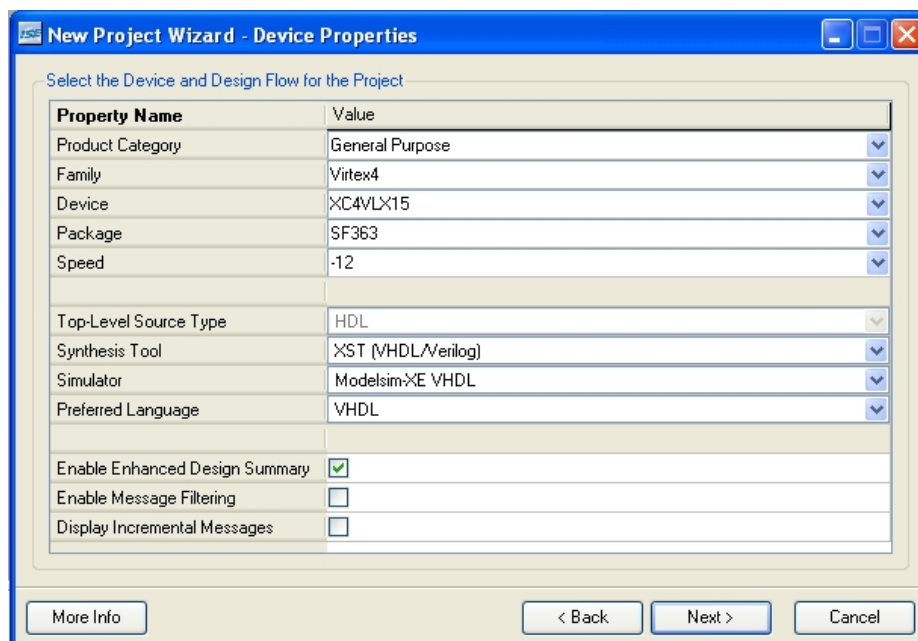 ISE New Project Wizard - Device Properties
Select the Device and Design Flow for the Project
Property Name Value
Product Category General Purpose
Family Virtex4
Device XC4VLX15
Package SF363
Speed -12
Top-Level Source Type HDL
Synthesis Tool XST (VHDL/Verilog)
Simulator Modelsim-XE VHDL
Preferred Language VHDL
Enable Enhanced Design Summary
Enable Message Filtering
Display Incremental Messages
More Info < Back Next > Cancel